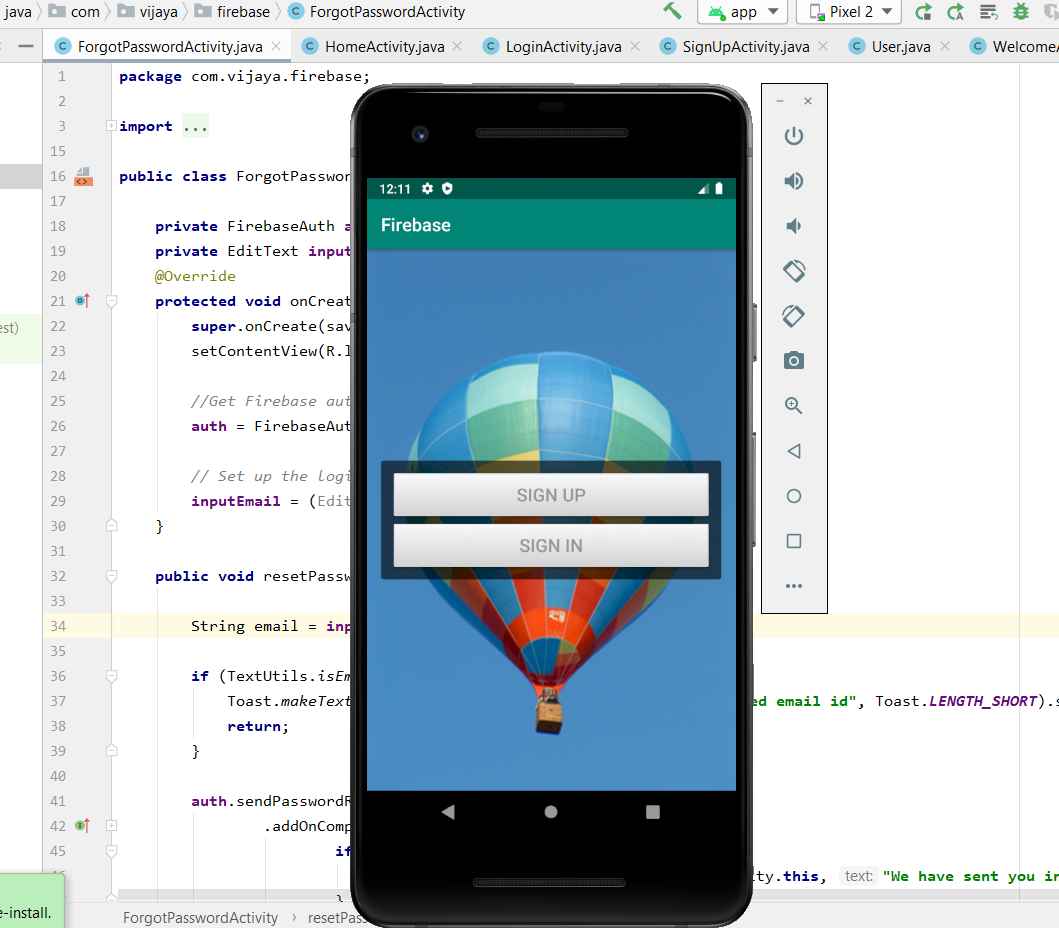 java com vijaya firebase ForgotPasswordActivity app Pixel 2
ForgotPasswordActivity.java HomeActivity.java LoginActivity.java SignUpActivity.java User.java WelcomeA
1 package com.vijaya.firebase;
2
3 import ...
15
16 public class ForgotPasswor
17
18 private FirebaseAuth a
19 private EditText input
20 @Override
21 protected void onCreat
22 super.onCreate(sav
23 setContentView(R.l
24
25 //Get Firebase aut
26 auth = FirebaseAut
27
28 // Set up the logi
29 inputEmail = (Edit
30 }
31
32 public void resetPassw
33
34 String email = inp
35
36 if (TextUtils.isEm
37 Toast.makeText ed email id", Toast.LENGTH_SHORT).s
38 return;
39 }
40
41 auth.sendPasswordR
42 .addOnComp
45 if
ty.this, text: "We have sent you in
}
est)
e-install.
ForgotPasswordActivity resetPass
12:11
Firebase
SIGN UP
SIGN IN